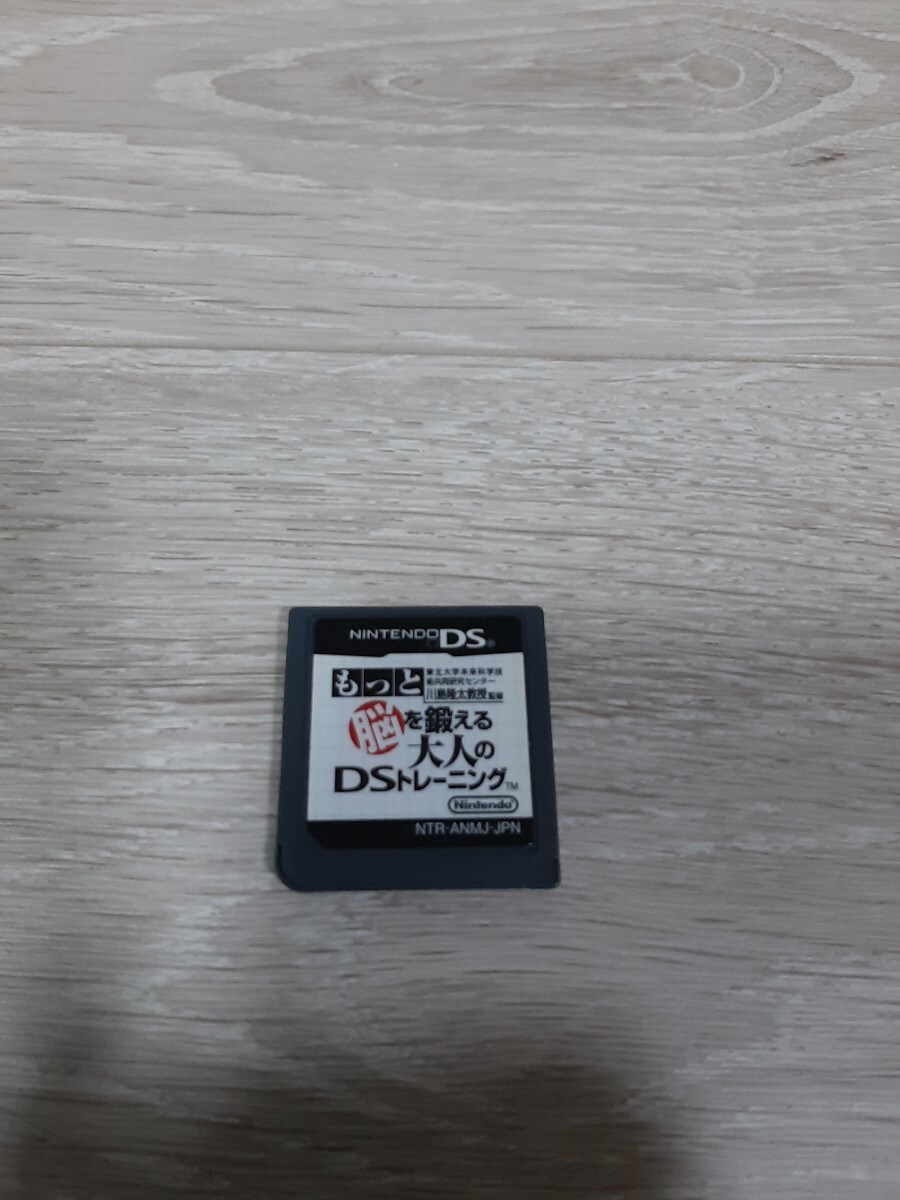 NINTENDO DS®
もっと
東北大学未来科学技
術共同研究センター
川島隆太教授 監修
脳を鍛える
大人の
DSトレーニング™
Nintendo
NTR-ANMJ-JPN